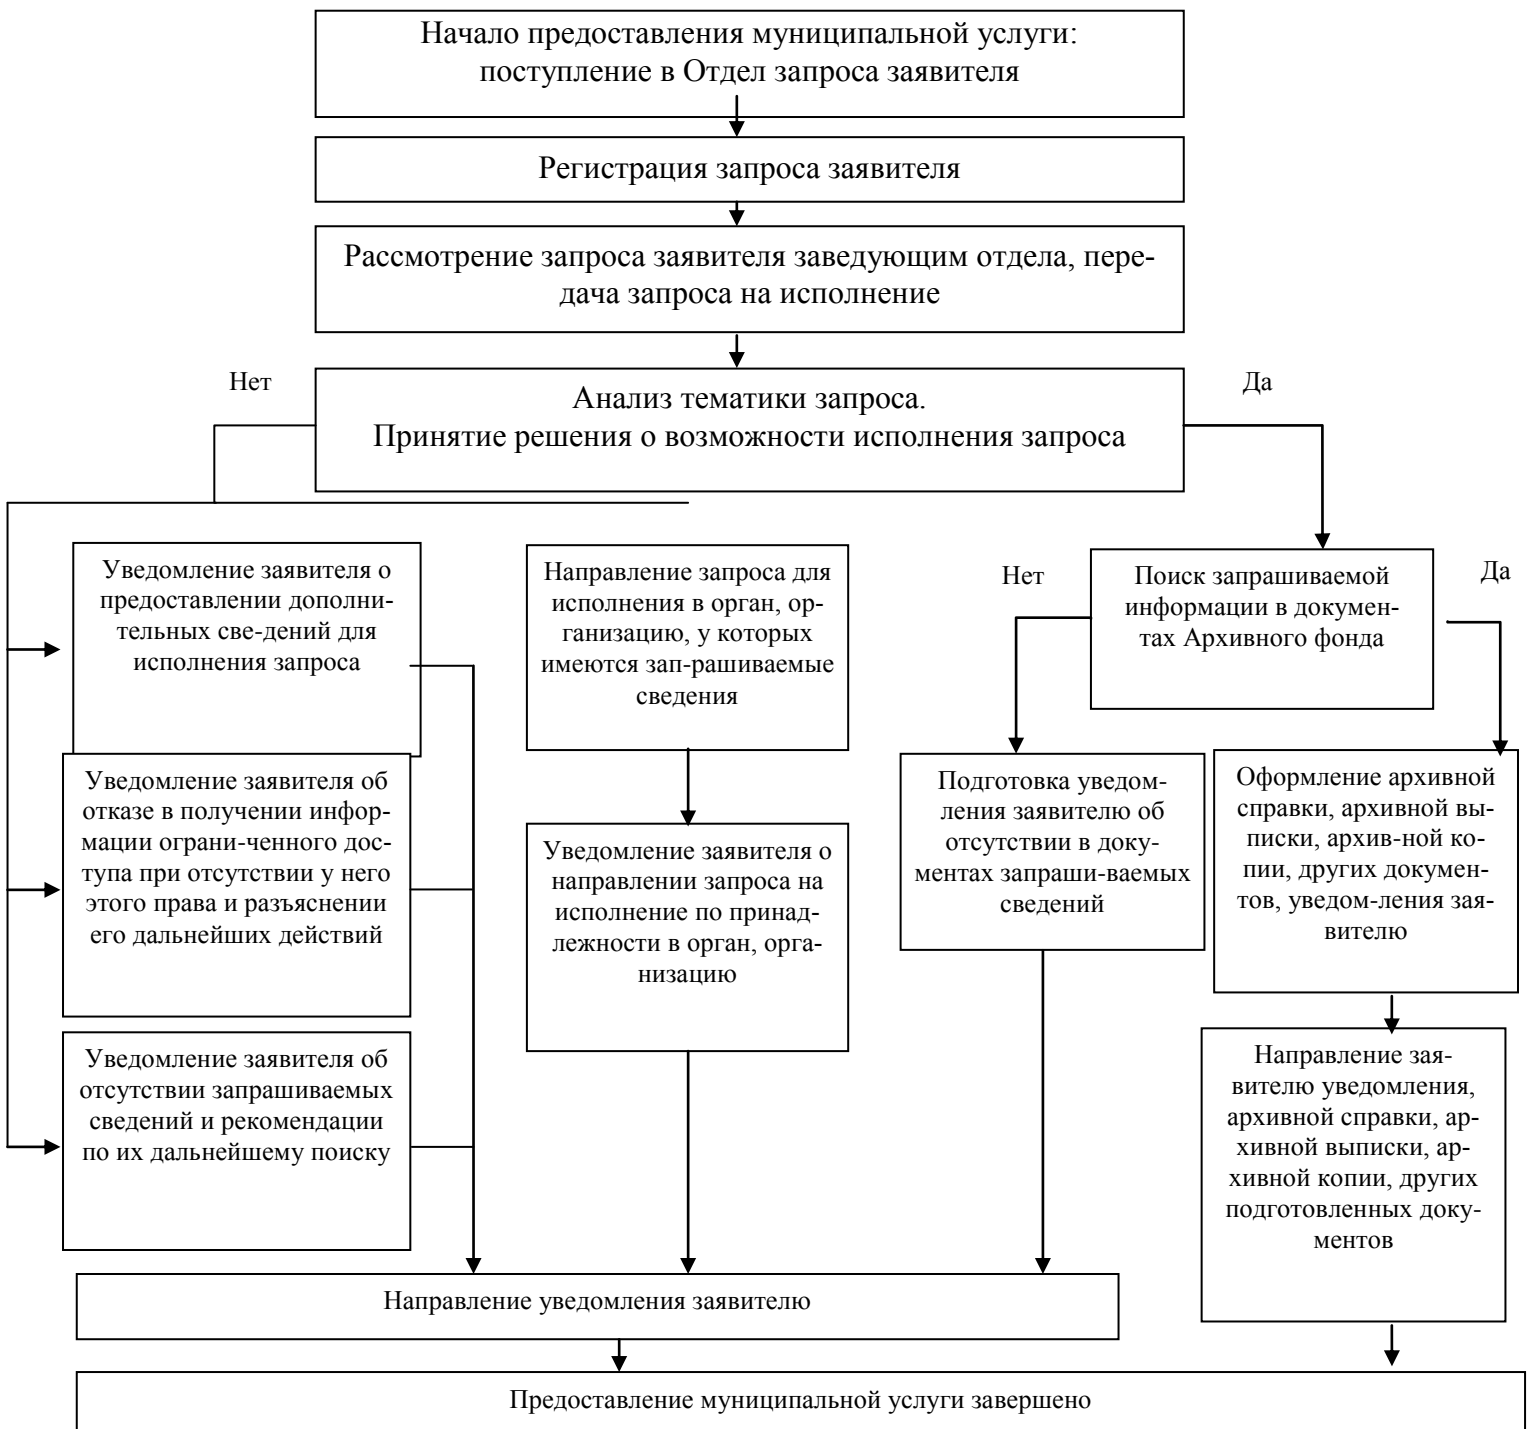 Начало предоставления муниципальной услуги:
поступление в Отдел запроса заявителя
Регистрация запроса заявителя
Рассмотрение запроса заявителя заведующим отдела, пере-
дача запроса на исполнение
Нет
Анализ тематики запроса.
Принятие решения о возможности исполнения запроса
Да
Уведомление заявителя о
предоставлении дополни-
тельных све-дений для
исполнения запроса
Направление запроса для
исполнения в орган, ор-
ганизацию, у которых
имеются зап-рашиваемые
сведения
Нет
Поиск запрашиваемой
информации в докумен-
тах Архивного фонда
Да
Уведомление заявителя об
отказе в получении инфор-
мации ограни-ченного дос-
тупа при отсутствии у него
этого права и разъяснении
его дальнейших действий
Уведомление заявителя о
направлении запроса на
исполнение по принад-
лежности в орган, орга-
низацию
Подготовка уведом-
ления заявителю об
отсутствии в доку-
ментах запраши-ваемых
сведений
Оформление архивной
справки, архивной вы-
писки, архив-ной ко-
пии, других докумен-
тов, уведом-ления зая-
вителю
Уведомление заявителя об
отсутствии запрашиваемых
сведений и рекомендации
по их дальнейшему поиску
Направление зая-
вителю уведомления,
архивной справки, ар-
хивной выписки, ар-
хивной копии, других
подготовленных доку-
ментов
Направление уведомления заявителю
Предоставление муниципальной услуги завершено